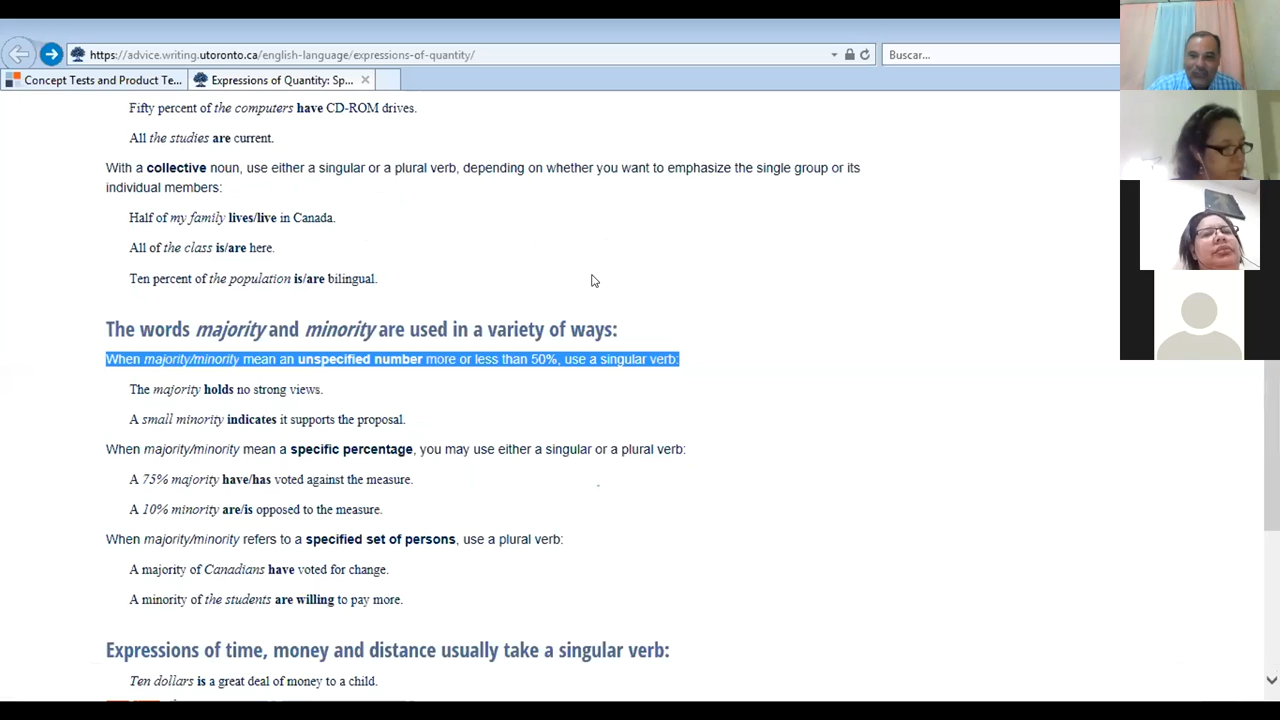 https://advice.writing.utoronto.ca/english-language/expressions-of-quantity/
Buscar...
Concept Tests and Product Te...
Expressions of Quantity: Sp...
Fifty percent of the computers have CD-ROM drives.
All the studies are current.
With a collective noun, use either a singular or a plural verb, depending on whether you want to emphasize the single group or its
individual members:
Half of my family lives/live in Canada.
All of the class is/are here.
Ten percent of the population is/are bilingual.
The words majority and minority are used in a variety of ways:
When majority/minority mean an unspecified number more or less than 50%, use a singular verb:
The majority holds no strong views.
A small minority indicates it supports the proposal.
When majority/minority mean a specific percentage, you may use either a singular or a plural verb:
A 75% majority have/has voted against the measure.
A 10% minority are/is opposed to the measure.
When majority/minority refers to a specified set of persons, use a plural verb:
A majority of Canadians have voted for change.
A minority of the students are willing to pay more.
Expressions of time, money and distance usually take a singular verb:
Ten dollars is a great deal of money to a child.